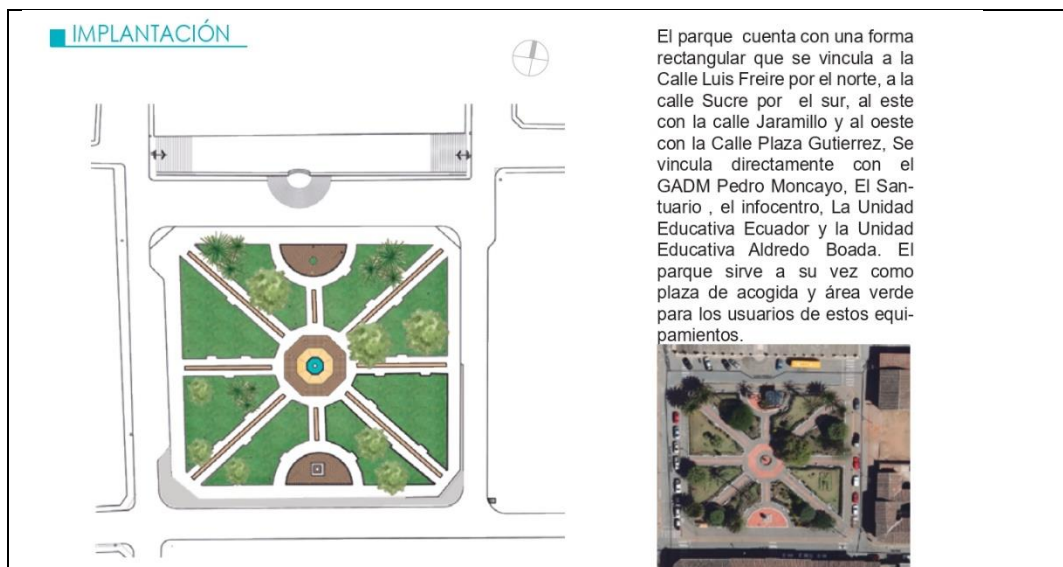 IMPLANTACIÓN
El parque cuenta con una forma
rectangular que se vincula a la
Calle Luis Freire por el norte, a la
calle Sucre por el sur, al este
con la calle Jaramillo y al oeste
con la Calle Plaza Gutierrez, Se
vincula directamente con el
GADM Pedro Moncayo, El San-
tuario , el infocentro, La Unidad
Educativa Ecuador y la Unidad
Educativa Aldredo Boada. El
parque sirve a su vez como
plaza de acogida y área verde
para los usuarios de estos equi-
pamientos.